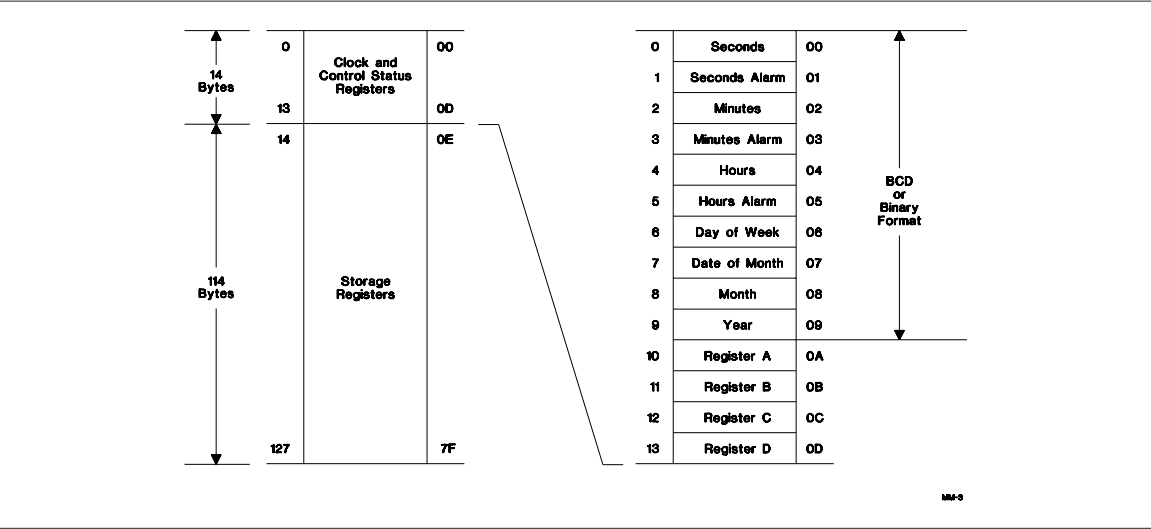 14
Bytes
114
Bytes
0 00
Clock and
Control Status
Registers
13 0D
14 0E
Storage
Registers
127 7F
0 Seconds 00
1 Seconds Alarm 01
2 Minutes 02
3 Minutes Alarm 03
4 Hours 04
5 Hours Alarm 05
6 Day of Week 06
7 Date of Month 07
8 Month 08
9 Year 09
10 Register A 0A
11 Register B 0B
12 Register C 0C
13 Register D 0D
BCD
or
Binary
Format
MM-3